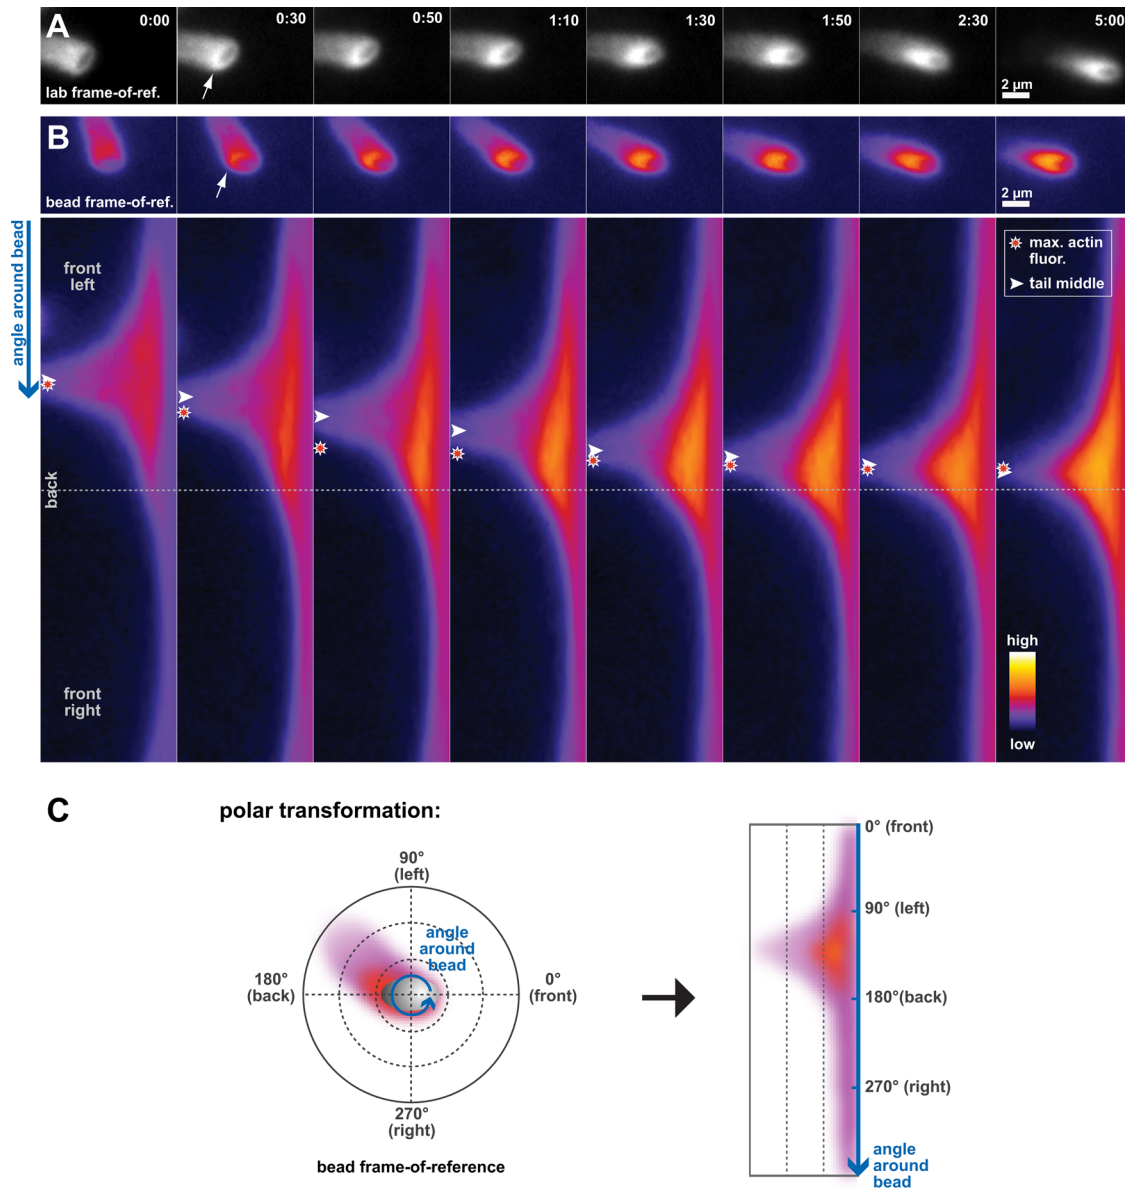 A
0:00
0:30
0:50
1:10
1:30
1:50
2:30
5:00
lab frame-of-ref.
2 µm
B
bead frame-of-ref.
2 µm
angle around bead
front
left
back
front
right
max. actin
fluor.
tail middle
high
low
C
polar transformation:
90°
(left)
angle
around
bead
180°
(back)
0°
(front)
270°
(right)
bead frame-of-reference
0° (front)
90° (left)
180°(back)
270° (right)
angle
around
bead